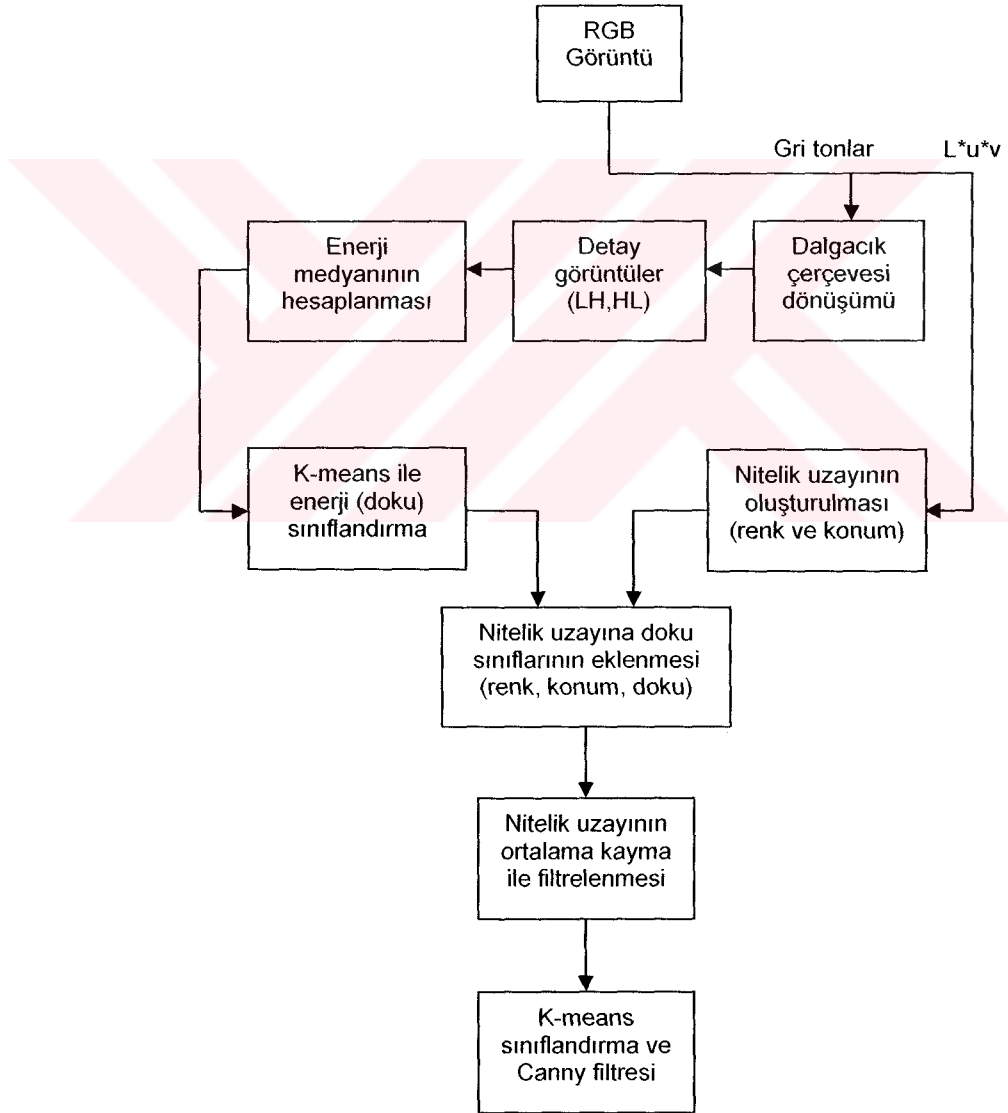 RGB
Görüntü
Gri tonlar
L*u*v
Enerji
medyanının
hesaplanması
Detay
görüntüler
(LH,HL)
Dalgacık
çerçevesi
dönüşümü
K-means ile
enerji (doku)
sınıflandırma
Nitelik uzayının
oluşturulması
(renk ve konum)
Nitelik uzayına doku
sınıflarının eklenmesi
(renk, konum, doku)
Nitelik uzayının
ortalama kayma
ile filtrelenmesi
K-means
sınıflandırma ve
Canny filtresi